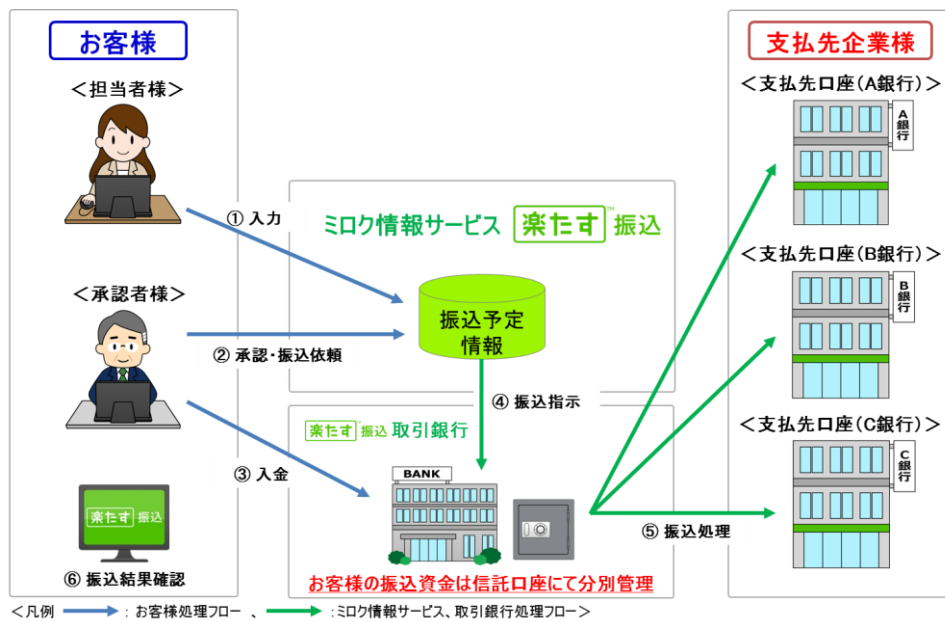 お客様
＜担当者様＞
① 入力
＜承認者様＞
② 承認・振込依頼
③ 入金
楽たす 振込
⑥ 振込結果確認
ミロク情報サービス 楽たす™ 振込
振込予定
情報
④ 振込指示
楽たす™ 振込 取引銀行
BANK
お客様の振込資金は信託口座にて分別管理
⑤ 振込処理
支払先企業様
＜支払先口座(A銀行)＞
A銀行
＜支払先口座(B銀行)＞
B銀行
＜支払先口座(C銀行)＞
C銀行
＜凡例 : お客様処理フロー 、 : ミロク情報サービス、取引銀行処理フロー＞